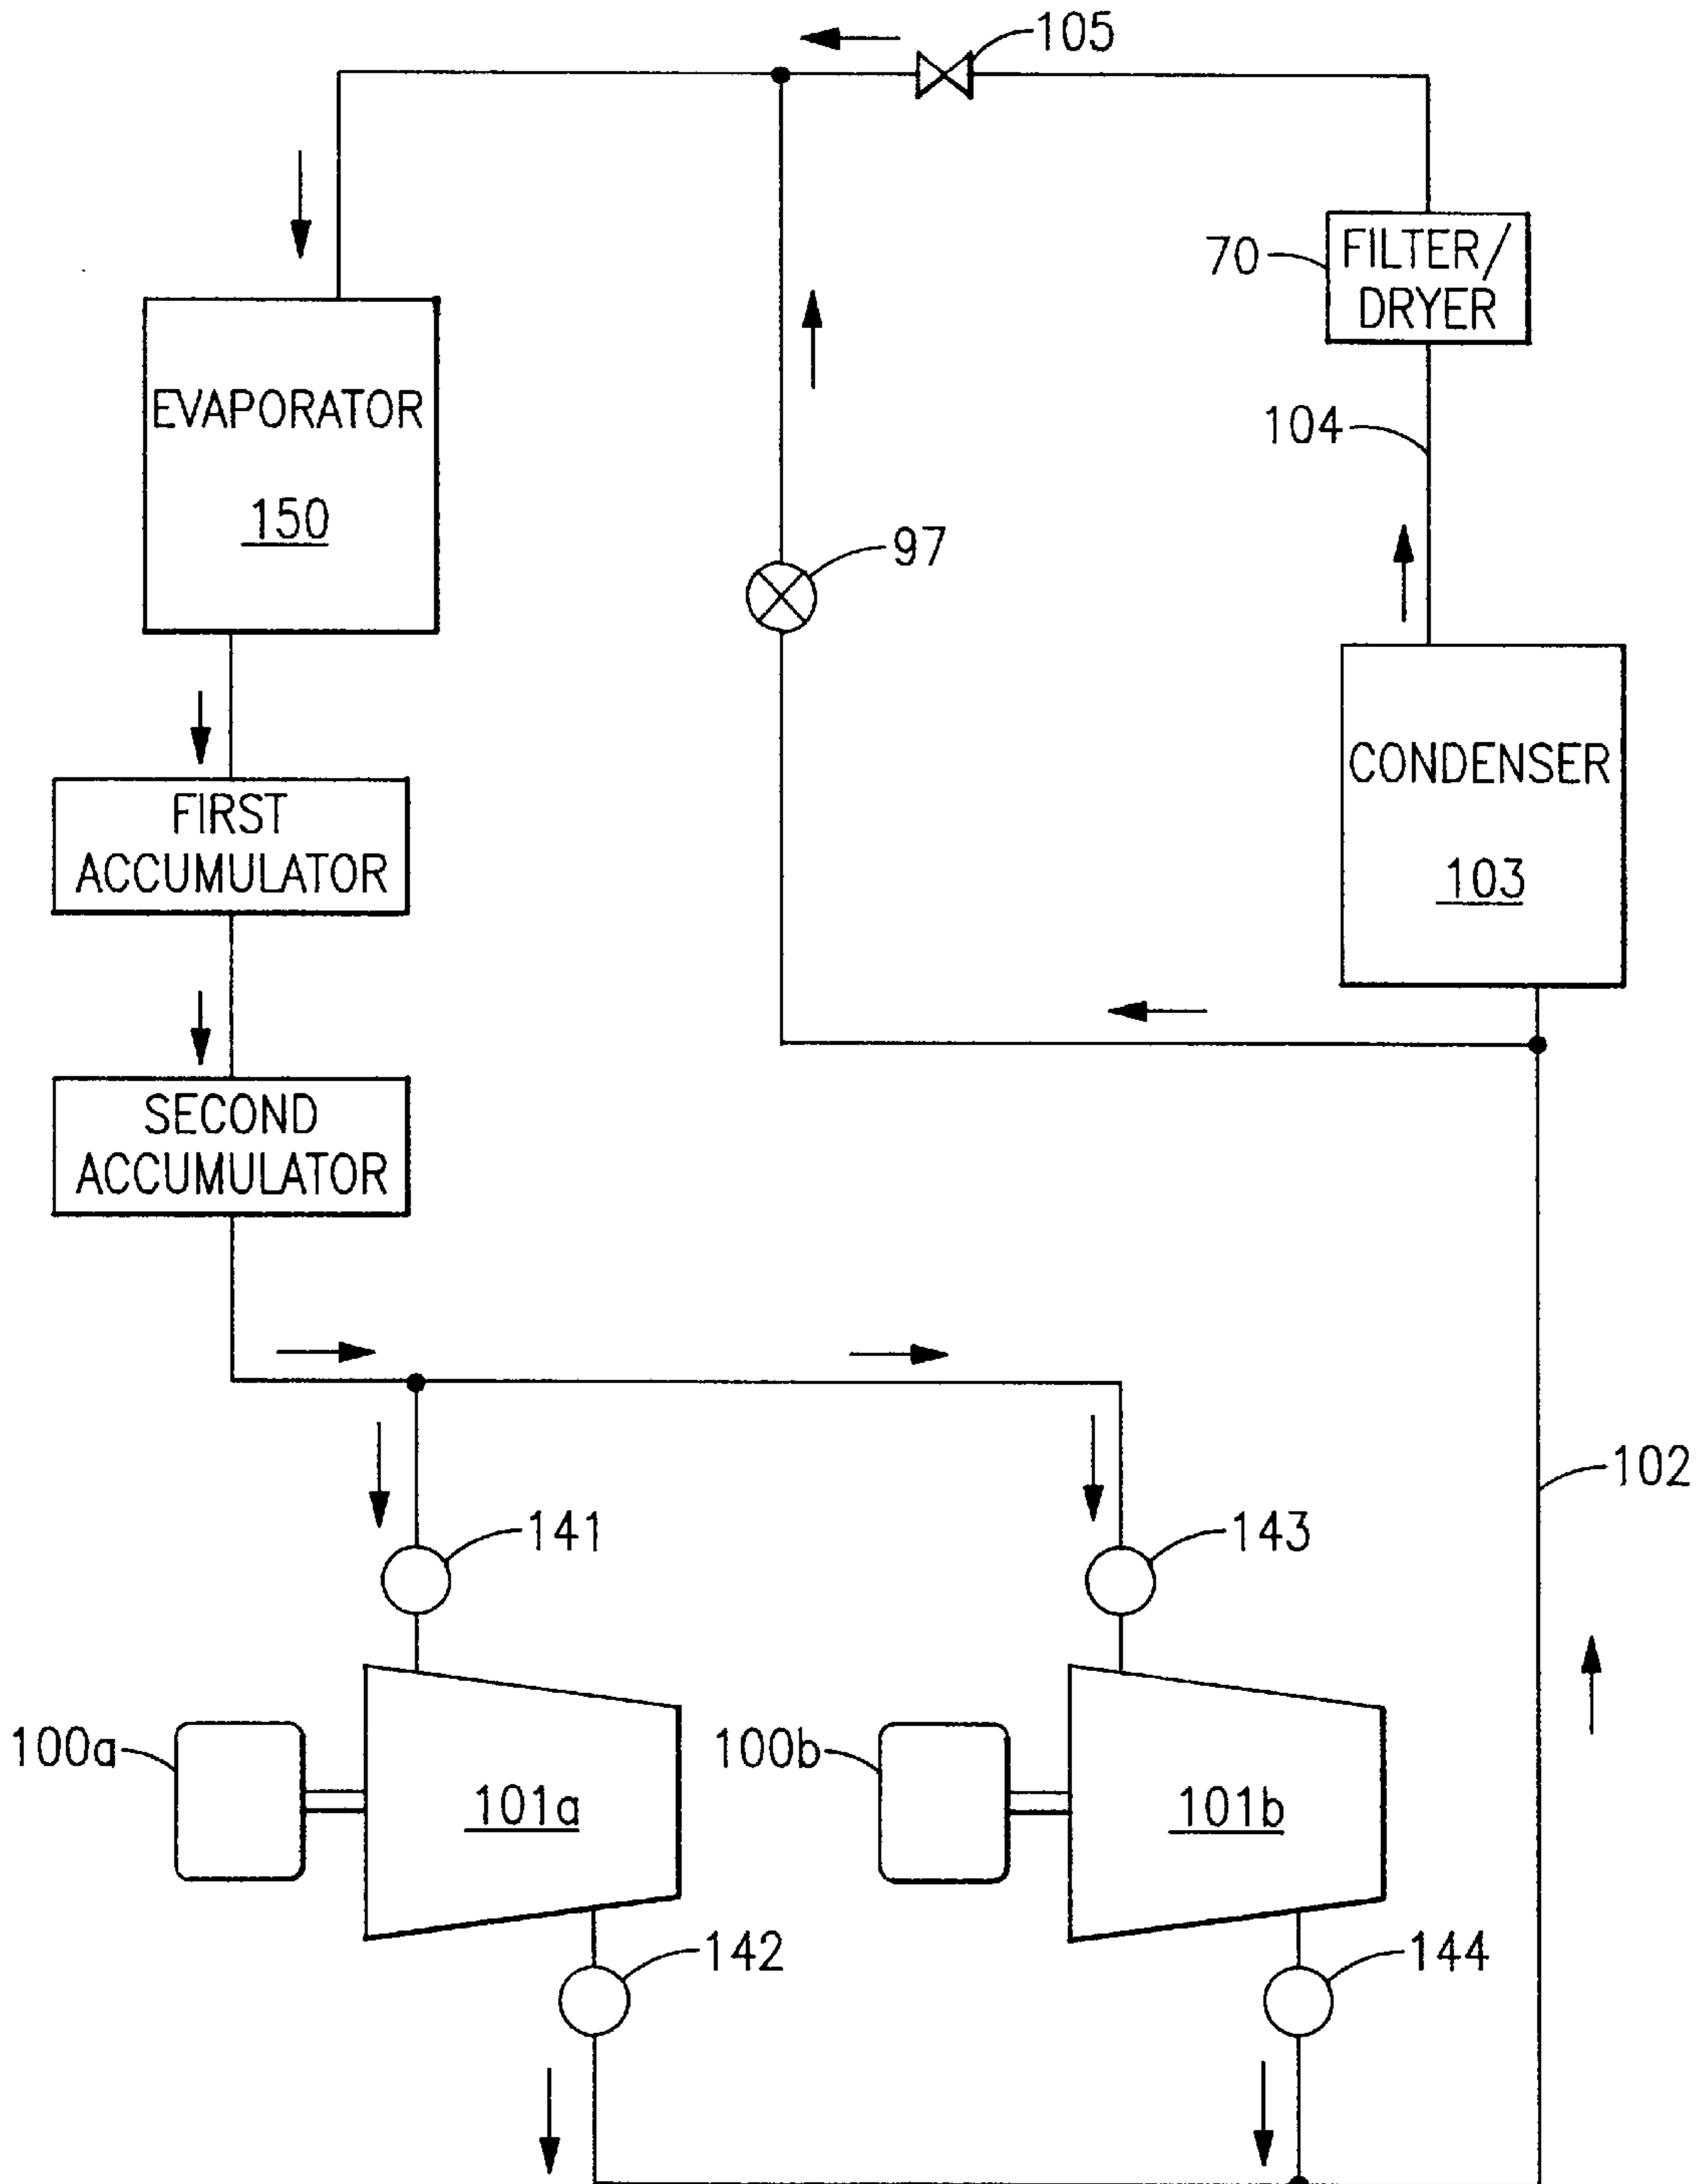 105
70
FILTER/
DRYER
EVAPORATOR
150
104
97
CONDENSER
103
FIRST
ACCUMULATOR
SECOND
ACCUMULATOR
102
141
143
100a
101a
100b
101b
142
144